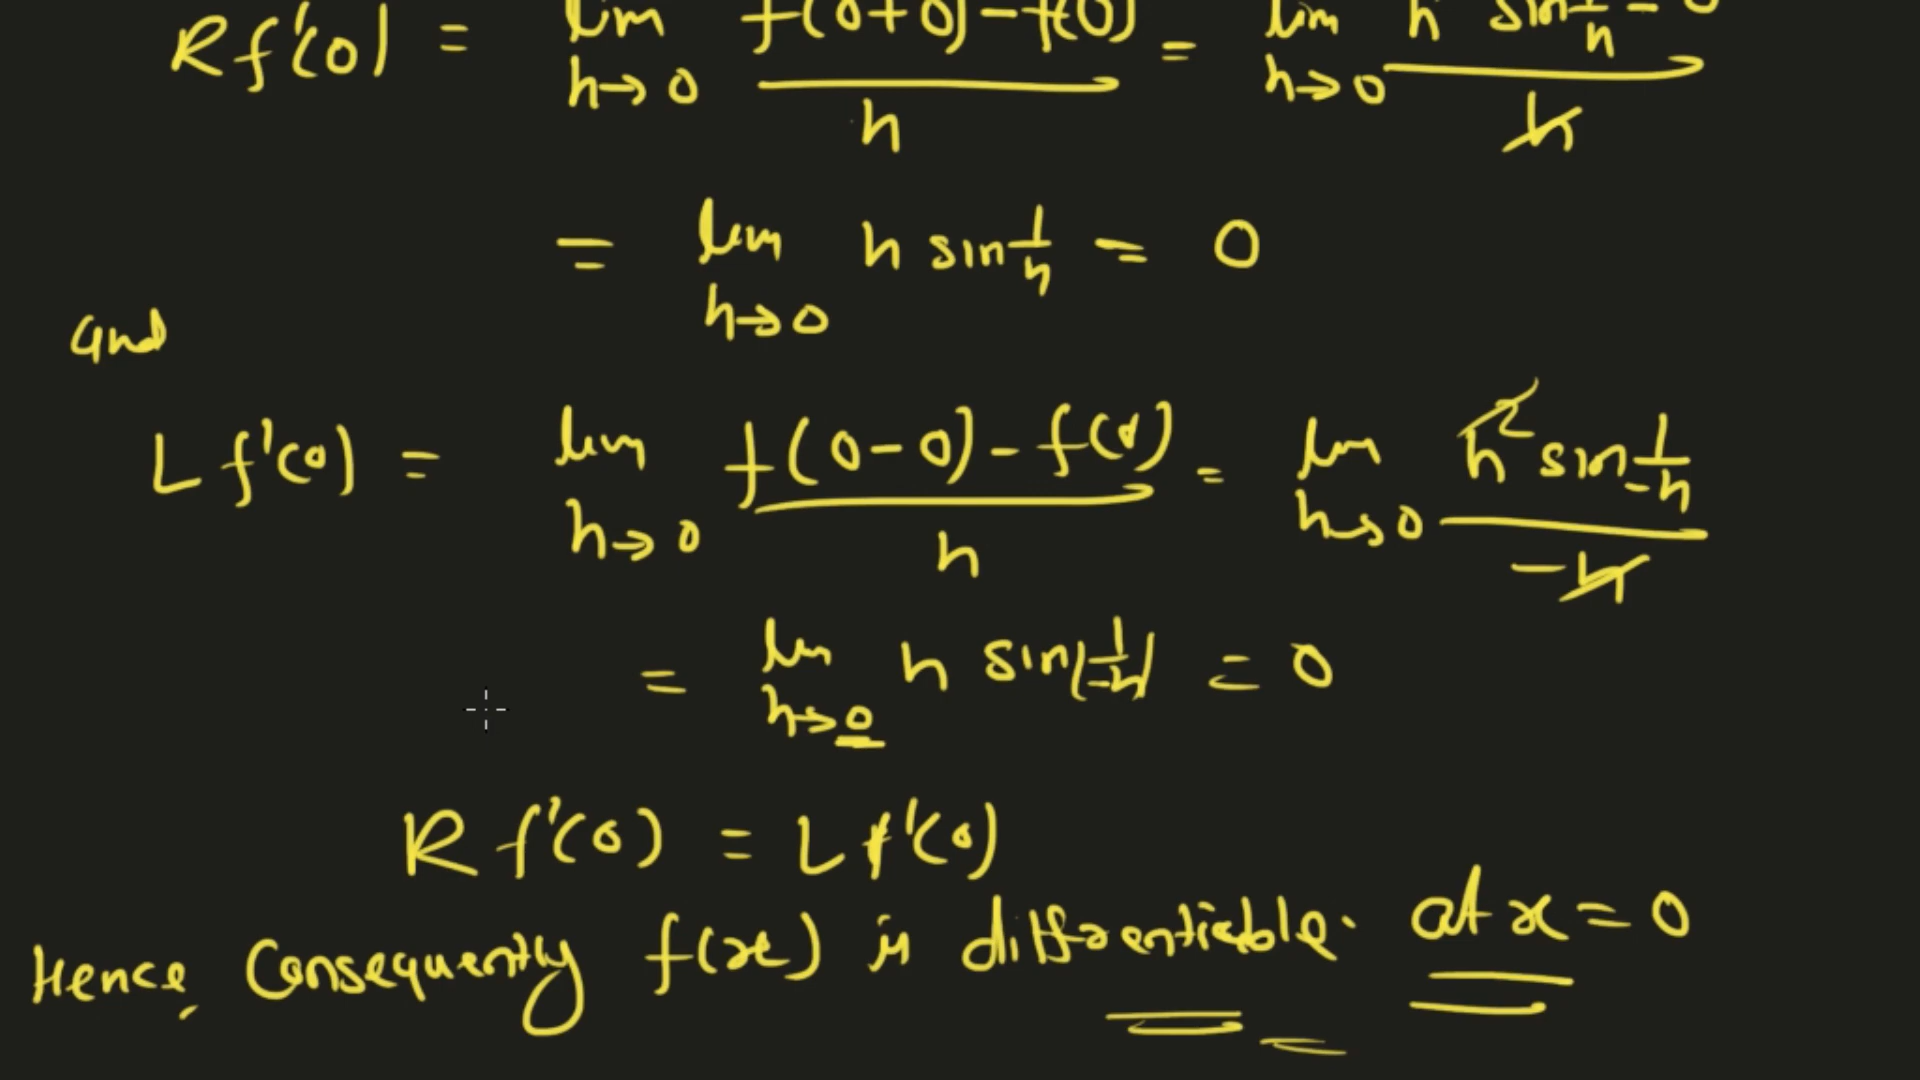 Rf'(0) = lim h→0 f(0+0)-f(0) / h = lim h→0 h sin 1/h - 0 / h
= lim h→0 h sin 1/h = 0
and
Lf'(0) = lim h→0 f(0-0)-f(0) / h = lim h→0 h² sin 1/-h / -h
= lim h→0 h sin(1/-h) = 0
Rf'(0) = Lf'(0)
Hence, Consequently f(x) is differentiable. at x = 0